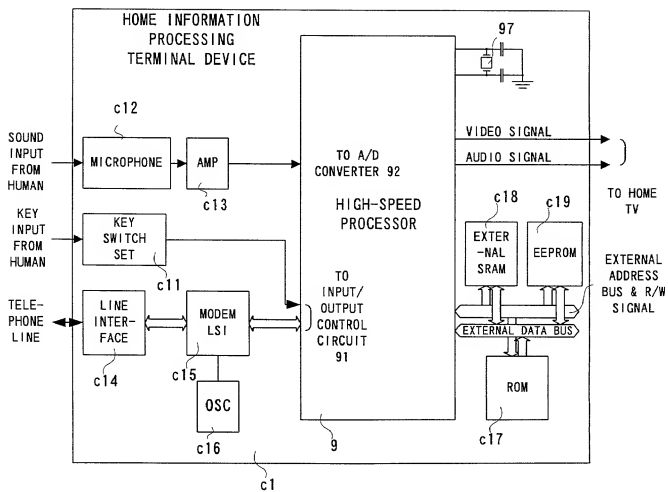 HOME INFORMATION
PROCESSING
TERMINAL DEVICE
97
c12
SOUND
INPUT
FROM
HUMAN
MICROPHONE
AMP
c13
TO A/D
CONVERTER 92
HIGH-SPEED
PROCESSOR
VIDEO SIGNAL
AUDIO SIGNAL
TO HOME
TV
KEY
INPUT
FROM
HUMAN
KEY
SWITCH
SET
c11
c18
c19
EXTER
-NAL
SRAM
EEPROM
EXTERNAL
ADDRESS
BUS & R/W
SIGNAL
TELE-
PHONE
LINE
LINE
INTER-
FACE
c14
MODEM
LSI
c15
TO
INPUT/
OUTPUT
CONTROL
CIRCUIT
91
EXTERNAL DATA BUS
OSC
c16
ROM
c17
9
c1